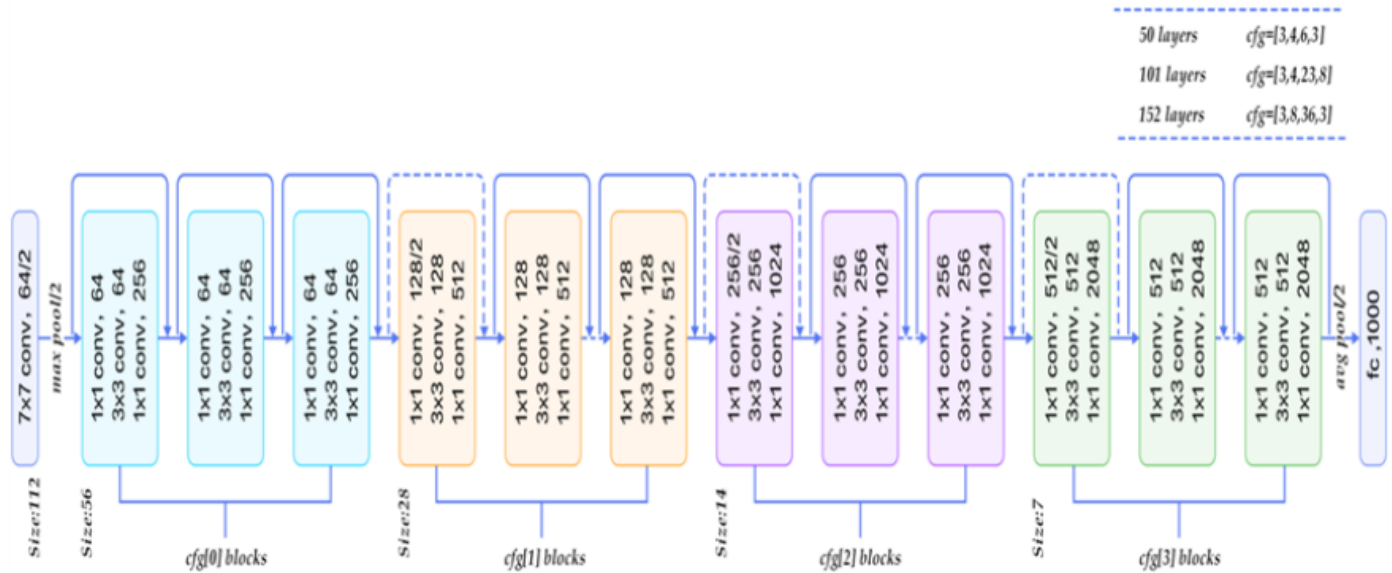 50 layers cfg=[3,4,6,3]
101 layers cfg=[3,4,23,8]
152 layers cfg=[3,8,36,3]
7x7 conv, 64/2
max pool/2
1x1 conv, 64
3x3 conv, 64
1x1 conv, 256
1x1 conv, 64
3x3 conv, 64
1x1 conv, 256
1x1 conv, 64
3x3 conv, 64
1x1 conv, 256
1x1 conv, 128/2
3x3 conv, 128
1x1 conv, 512
1x1 conv, 128
3x3 conv, 128
1x1 conv, 512
1x1 conv, 128
3x3 conv, 128
1x1 conv, 512
1x1 conv, 256/2
3x3 conv, 256
1x1 conv, 1024
1x1 conv, 256
3x3 conv, 256
1x1 conv, 1024
1x1 conv, 256
3x3 conv, 256
1x1 conv, 1024
1x1 conv, 512/2
3x3 conv, 512
1x1 conv, 2048
1x1 conv, 512
3x3 conv, 512
1x1 conv, 2048
1x1 conv, 512
3x3 conv, 512
1x1 conv, 2048
avg pool/2
fc ,1000
Size:112
Size:56
cfg[0] blocks
Size:28
cfg[1] blocks
Size:14
cfg[2] blocks
Size:7
cfg[3] blocks